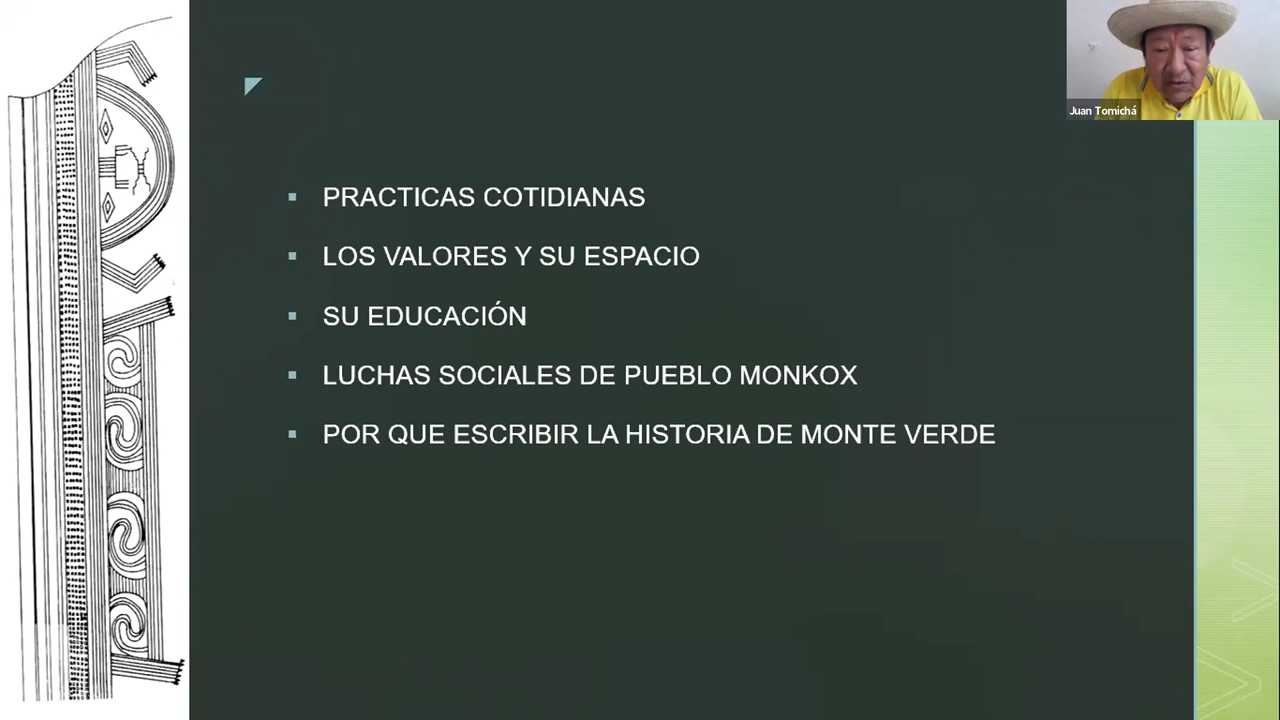 Juan Tomichá
PRACTICAS COTIDIANAS
LOS VALORES Y SU ESPACIO
SU EDUCACIÓN
LUCHAS SOCIALES DE PUEBLO MONKOX
POR QUE ESCRIBIR LA HISTORIA DE MONTE VERDE